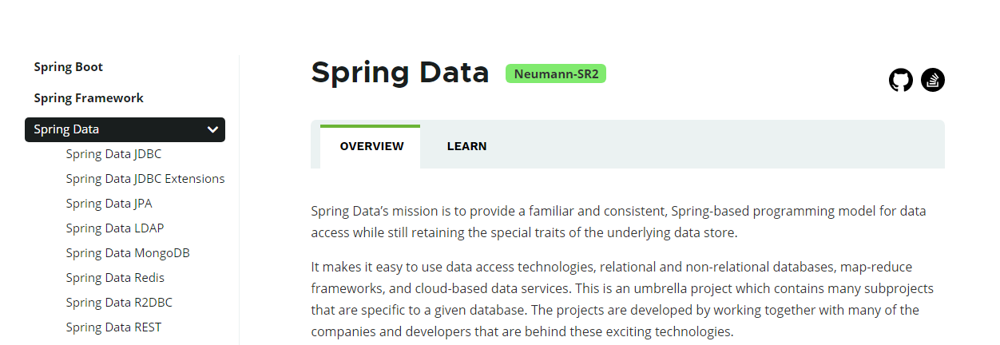 Spring Boot
Spring Framework
Spring Data
Spring Data JDBC
Spring Data JDBC Extensions
Spring Data JPA
Spring Data LDAP
Spring Data MongoDB
Spring Data Redis
Spring Data R2DBC
Spring Data REST
Spring Data Neumann-SR2
OVERVIEW LEARN
Spring Data’s mission is to provide a familiar and consistent, Spring-based programming model for data
access while still retaining the special traits of the underlying data store.
It makes it easy to use data access technologies, relational and non-relational databases, map-reduce
frameworks, and cloud-based data services. This is an umbrella project which contains many subprojects
that are specific to a given database. The projects are developed by working together with many of the
companies and developers that are behind these exciting technologies.